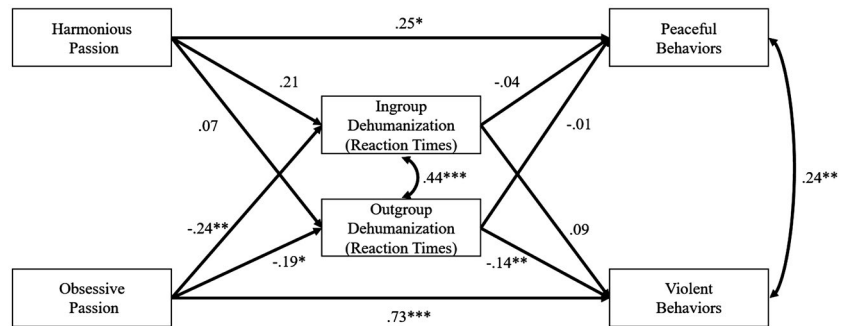 Harmonious
Passion
.25*
Peaceful
Behaviors
.21
-.04
Ingroup
Dehumanization
(Reaction Times)
.07
-.01
.44***
.24**
Outgroup
Dehumanization
(Reaction Times)
-.24**
.09
-.19*
-.14**
Obsessive
Passion
.73***
Violent
Behaviors